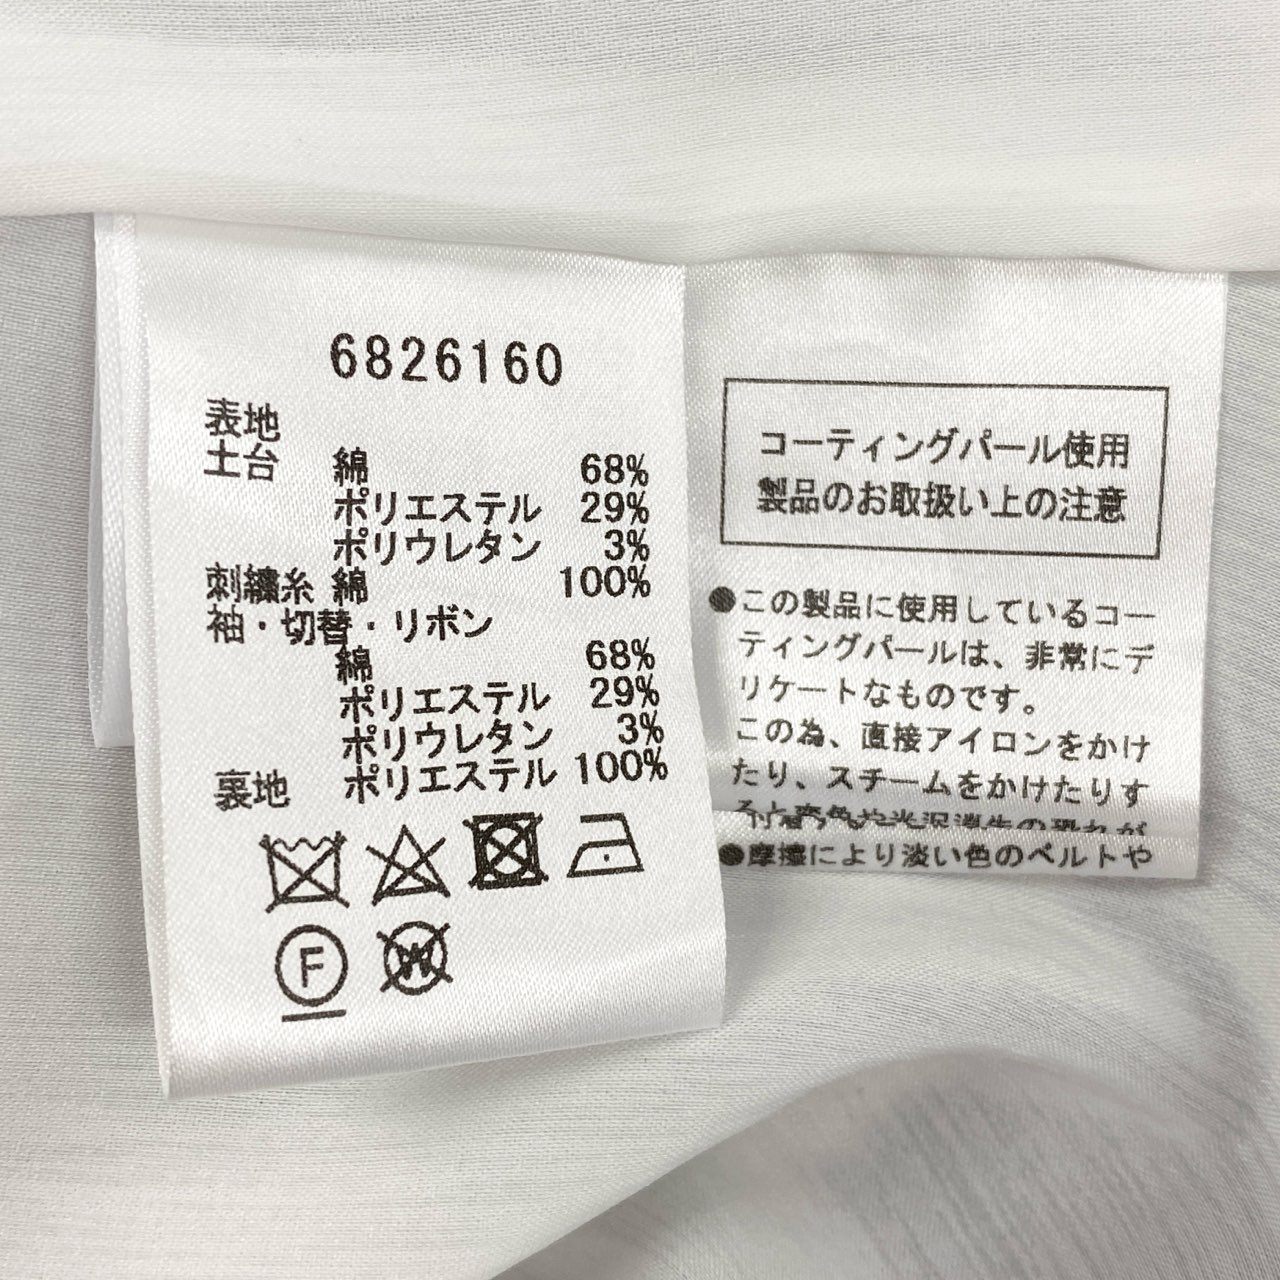 6826160
表地
土台
綿 68%
ポリエステル 29%
ポリウレタン 3%
刺繍糸 綿 100%
袖・切替・リボン
綿 68%
ポリエステル 29%
ポリウレタン 3%
裏地 ポリエステル 100%
F
W
コーティングパール使用
製品のお取扱い上の注意
●この製品に使用しているコー
ティングパールは、非常にデ
リケートなものです。
この為、直接アイロンをかけ
たり、スチームをかけたりす
●摩擦により淡い色のベルトや